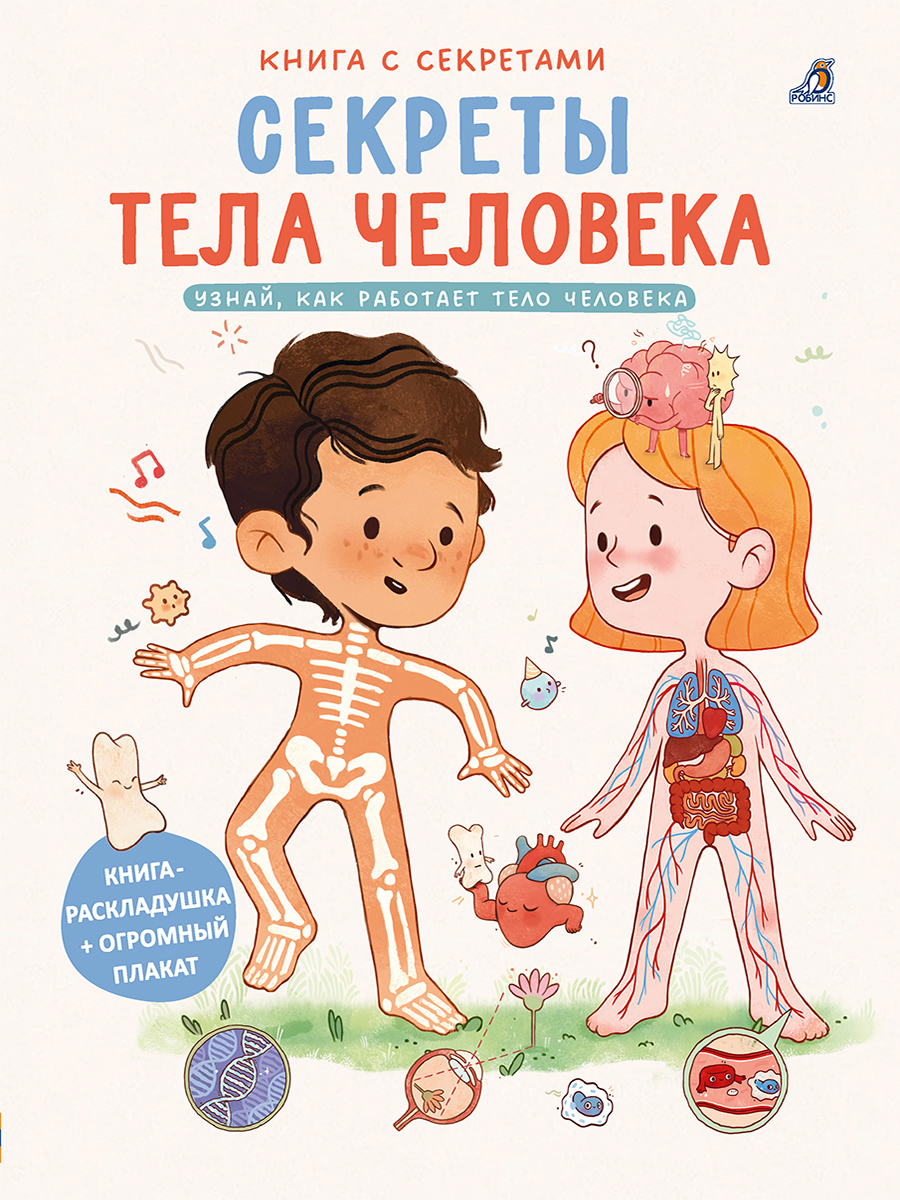 КНИГА С СЕКРЕТАМИ
РОБИНС
СЕКРЕТЫ
ТЕЛА ЧЕЛОВЕКА
УЗНАЙ, КАК РАБОТАЕТ ТЕЛО ЧЕЛОВЕКА
?
КНИГА-
РАСКЛАДУШКА
+ ОГРОМНЫЙ
ПЛАКАТ